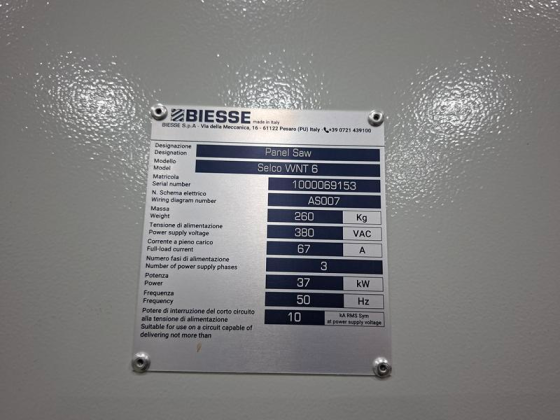 BIESSE made in Italy
BIESSE S.p.A - Via della Meccanica, 16 - 61122 Pesaro (PU) Italy - +39 0721 439100
Designazione
Designation Panel Saw
Modello
Model Selco WNT 6
Matricola
Serial number 1000069153
N. Schema elettrico
Wiring diagram number AS007
Massa
Weight 260 Kg
Tensione di alimentazione
Power supply voltage 380 VAC
Corrente a pieno carico
Full-load current 67 A
Numero fasi di alimentazione
Number of power supply phases 3
Potenza
Power 37 kW
Frequenza
Frequency 50 Hz
Potere di interruzione del corto circuito
alla tensione di alimentazione 10 kA RMS Sym
Suitable for use on a circuit capable of at power supply voltage
delivering not more than